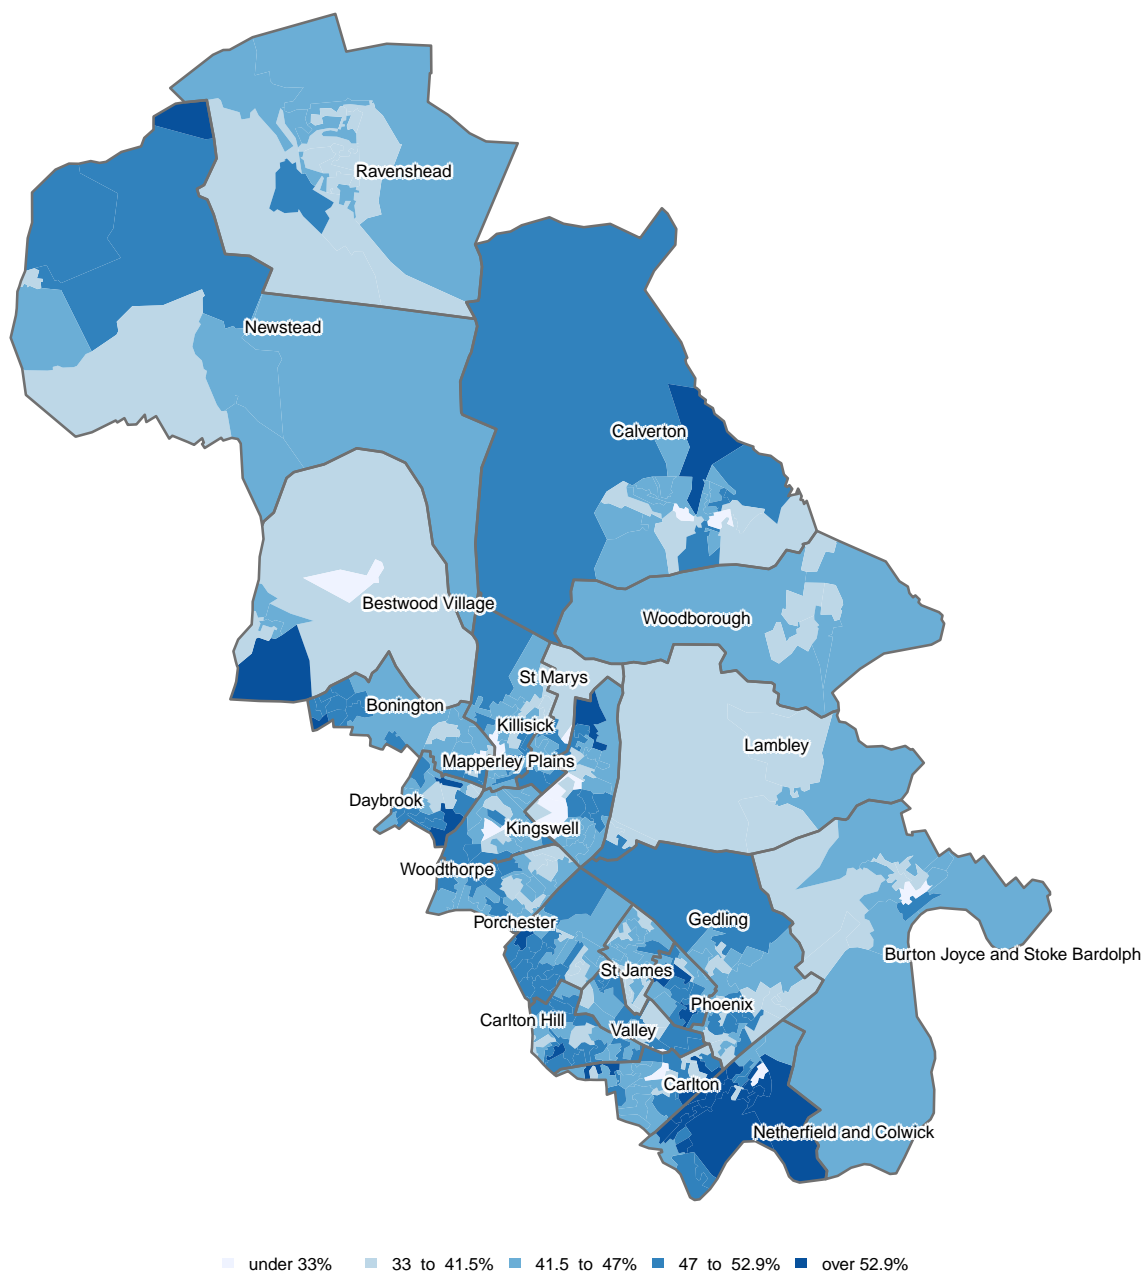 Ravenshead
Newstead
Calverton
Bestwood Village
Woodborough
St Marys
Bonington
Killisick
Lambley
Mapperley Plains
Daybrook
Kingswell
Woodthorpe
Porchester
Gedling
Burton Joyce and Stoke Bardolph
St James
Phoenix
Carlton Hill
Valley
Carlton
Netherfield and Colwick
under 33%
33 to 41.5%
41.5 to 47%
47 to 52.9%
over 52.9%